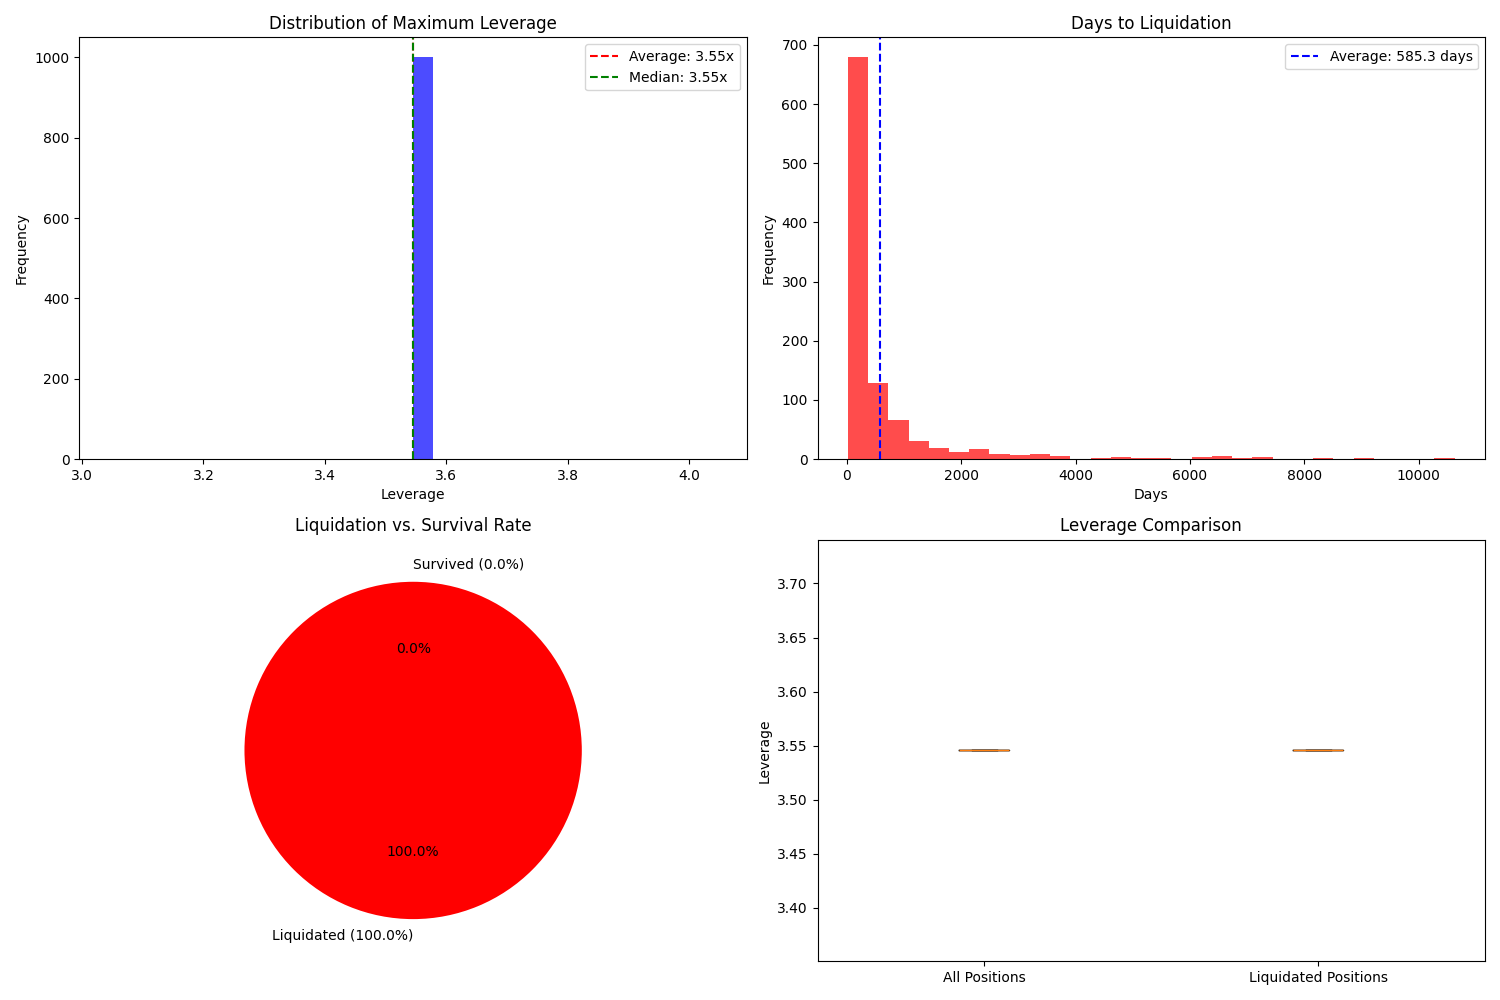 Distribution of Maximum Leverage
Average: 3.55x
Median: 3.55x
1000
800
600
400
200
0
Frequency
3.0
3.2
3.4
3.6
3.8
4.0
Leverage
Days to Liquidation
Average: 585.3 days
700
600
500
400
300
200
100
0
Frequency
0
2000
4000
6000
8000
10000
Days
Liquidation vs. Survival Rate
Survived (0.0%)
0.0%
100.0%
Liquidated (100.0%)
Leverage Comparison
3.70
3.65
3.60
3.55
3.50
3.45
3.40
Leverage
All Positions
Liquidated Positions